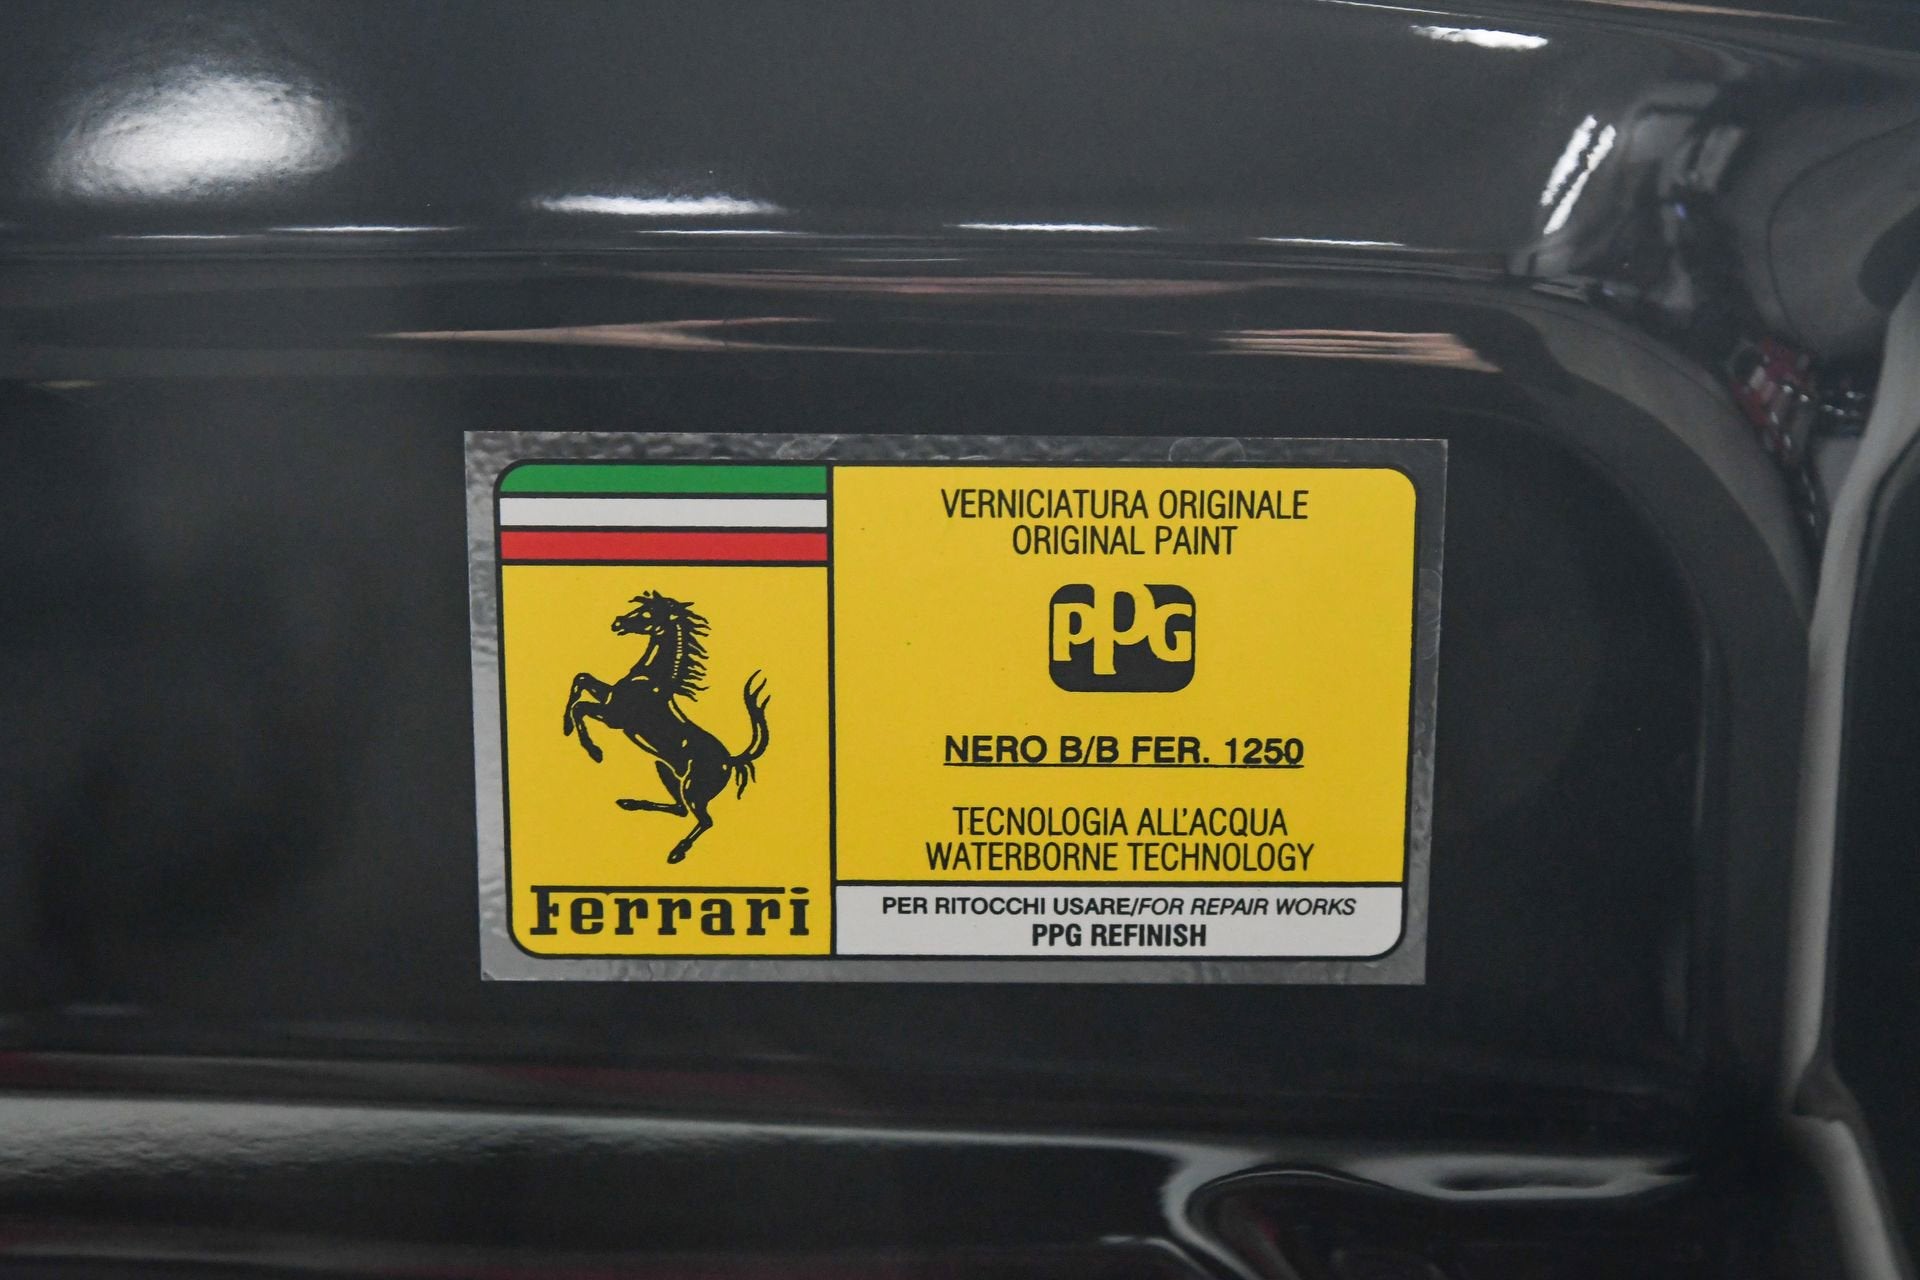 VERNICIATURA ORIGINALE
ORIGINAL PAINT
PPG
NERO B/B FER. 1250
TECNOLOGIA ALL'ACQUA
WATERBORNE TECHNOLOGY
PER RITOCCHI USARE/FOR REPAIR WORKS
PPG REFINISH
Ferrari